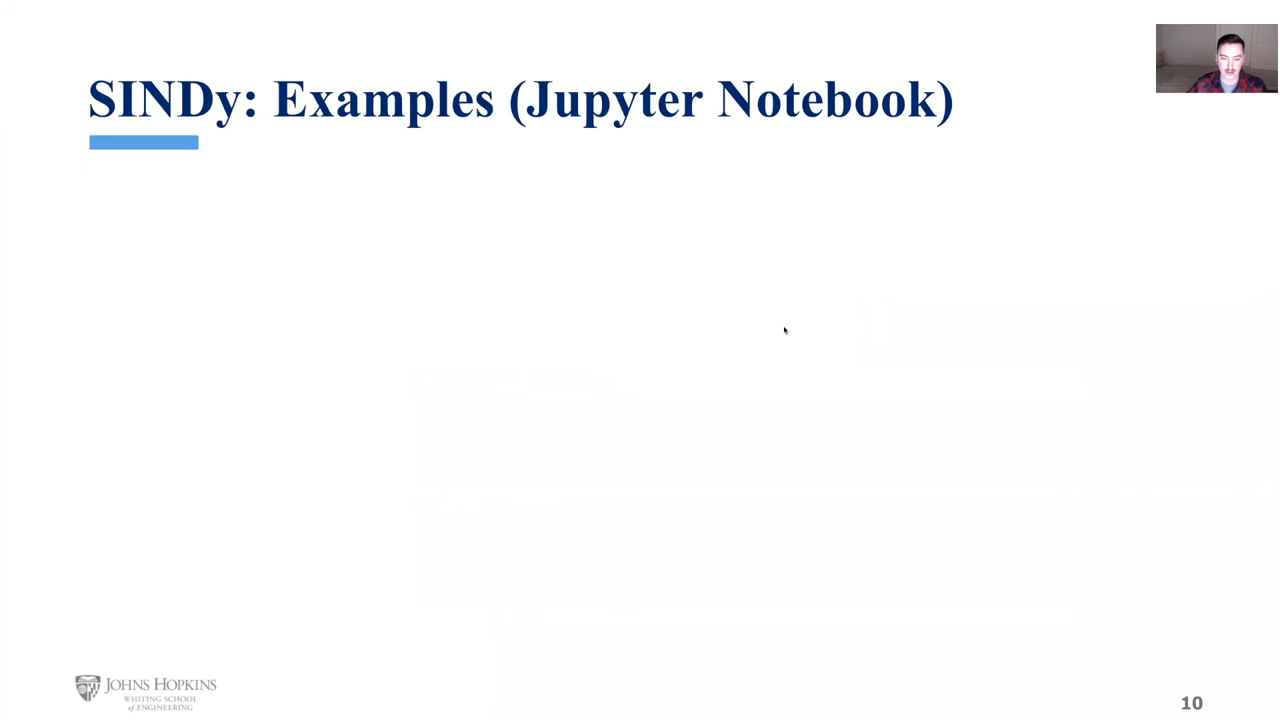 SINDy: Examples (Jupyter Notebook)
JOHNS HOPKINS
WHITING SCHOOL
of ENGINEERING
10